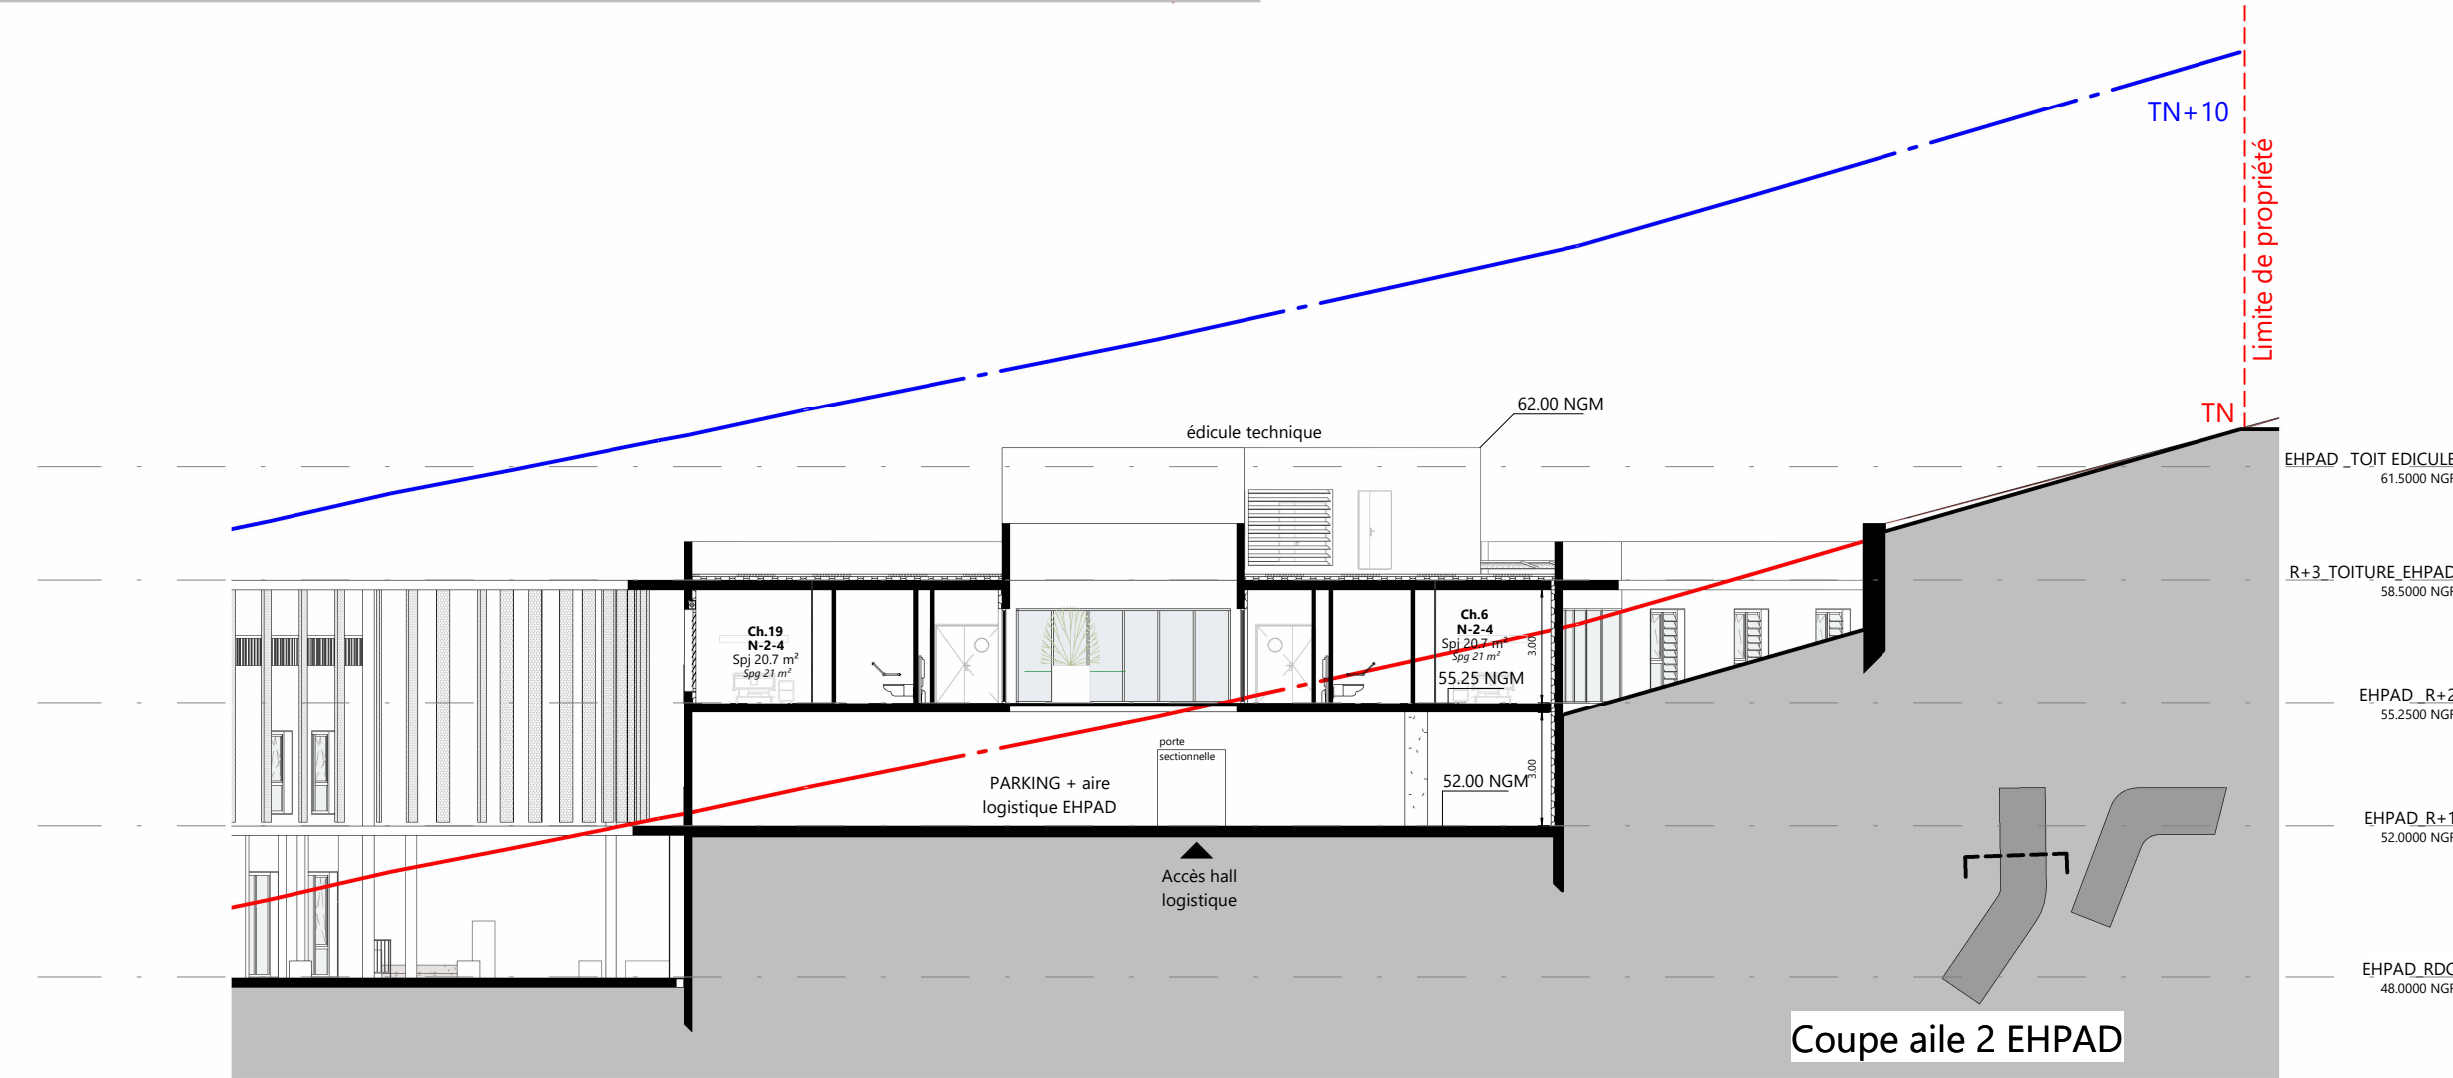 TN+10
Limite de propriété
62.00 NGM
TN
édicule technique
EHPAD _TOIT EDICULE
61.5000 NGF
R+3_TOITURE_EHPAD
58.5000 NGF
Ch.19
N-2-4
Spj 20.7 m²
Spg 21 m²
Ch.6
N-2-4
Spj 20.7 m²
Spg 21 m²
3.00
55.25 NGM
EHPAD_R+2
55.2500 NGF
porte
sectionnelle
PARKING + aire
logistique EHPAD
52.00 NGM
3.00
EHPAD_R+1
52.0000 NGF
Accès hall
logistique
EHPAD_RDC
48.0000 NGF
Coupe aile 2 EHPAD